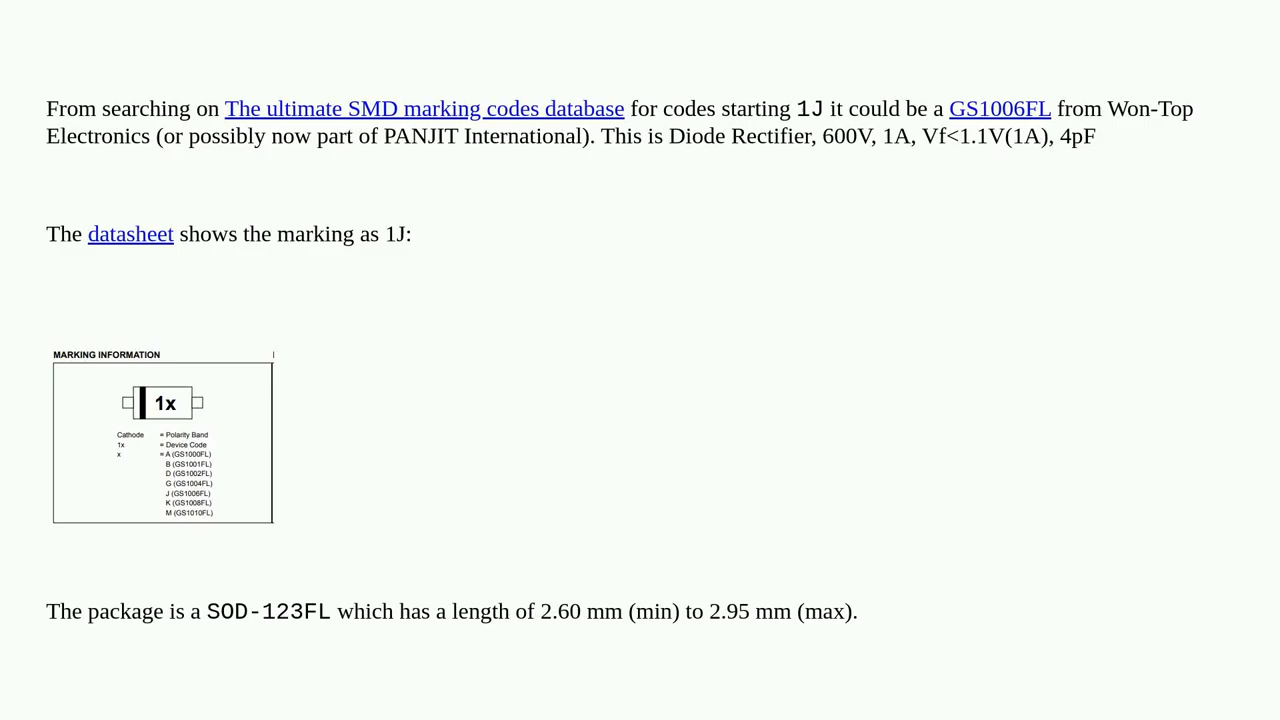 From searching on The ultimate SMD marking codes database for codes starting 1J it could be a GS1006FL from Won-Top
Electronics (or possibly now part of PANJIT International). This is Diode Rectifier, 600V, 1A, Vf<1.1V(1A), 4pF
The datasheet shows the marking as 1J:
MARKING INFORMATION
1x
Cathode = Polarity Band
1x = Device Code
x = A (GS1000FL)
B (GS1001FL)
D (GS1002FL)
G (GS1004FL)
J (GS1006FL)
K (GS1008FL)
M (GS1010FL)
The package is a SOD-123FL which has a length of 2.60 mm (min) to 2.95 mm (max).